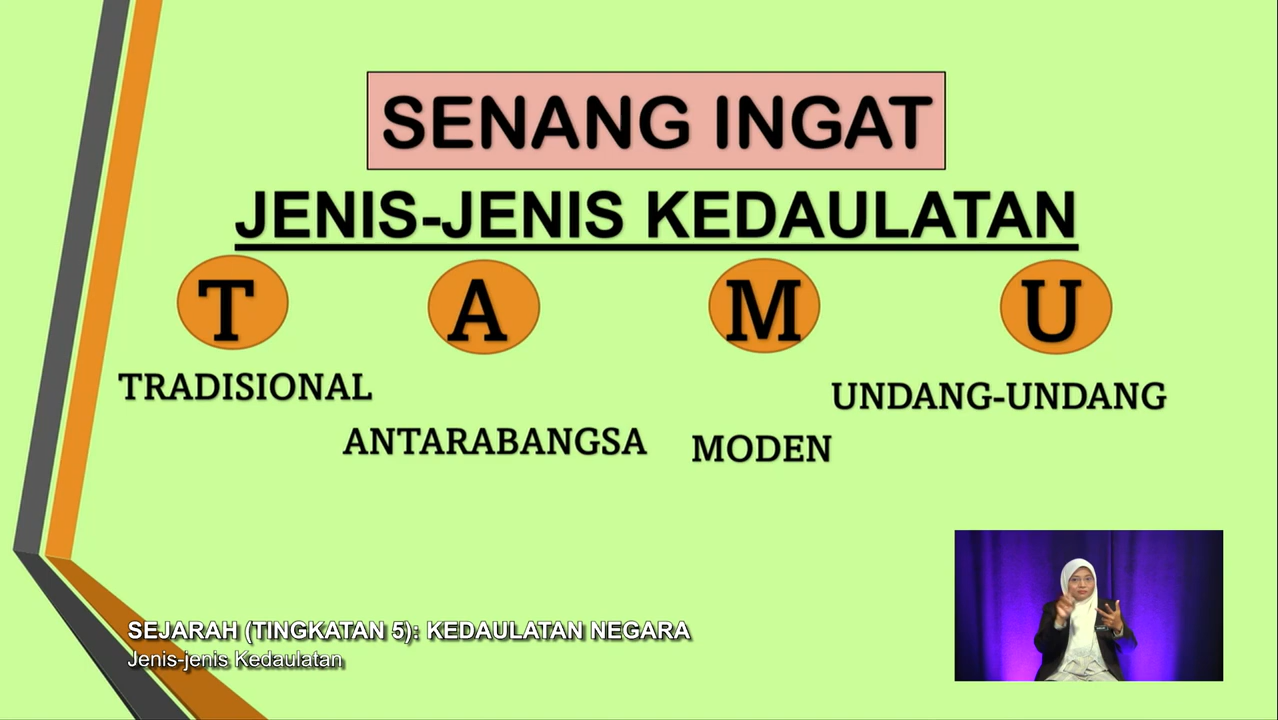 SENANG INGAT
JENIS-JENIS KEDAULATAN
T A M U
TRADISIONAL
ANTARABANGSA
MODEN
UNDANG-UNDANG
SEJARAH (TINGKATAN 5): KEDAULATAN NEGARA
Jenis-jenis Kedaulatan